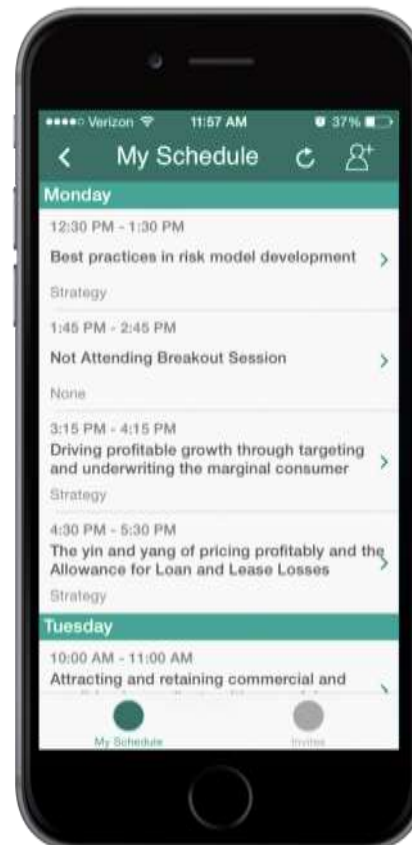 Verizon 11:57 AM 37%
My Schedule
Monday
12:30 PM - 1:30 PM
Best practices in risk model development
Strategy
1:45 PM - 2:45 PM
Not Attending Breakout Session
None
3:15 PM - 4:15 PM
Driving profitable growth through targeting
and underwriting the marginal consumer
Strategy
4:30 PM - 5:30 PM
The yin and yang of pricing profitably and the
Allowance for Loan and Lease Losses
Strategy
Tuesday
10:00 AM - 11:00 AM
Attracting and retaining commercial and
My Schedule Invites